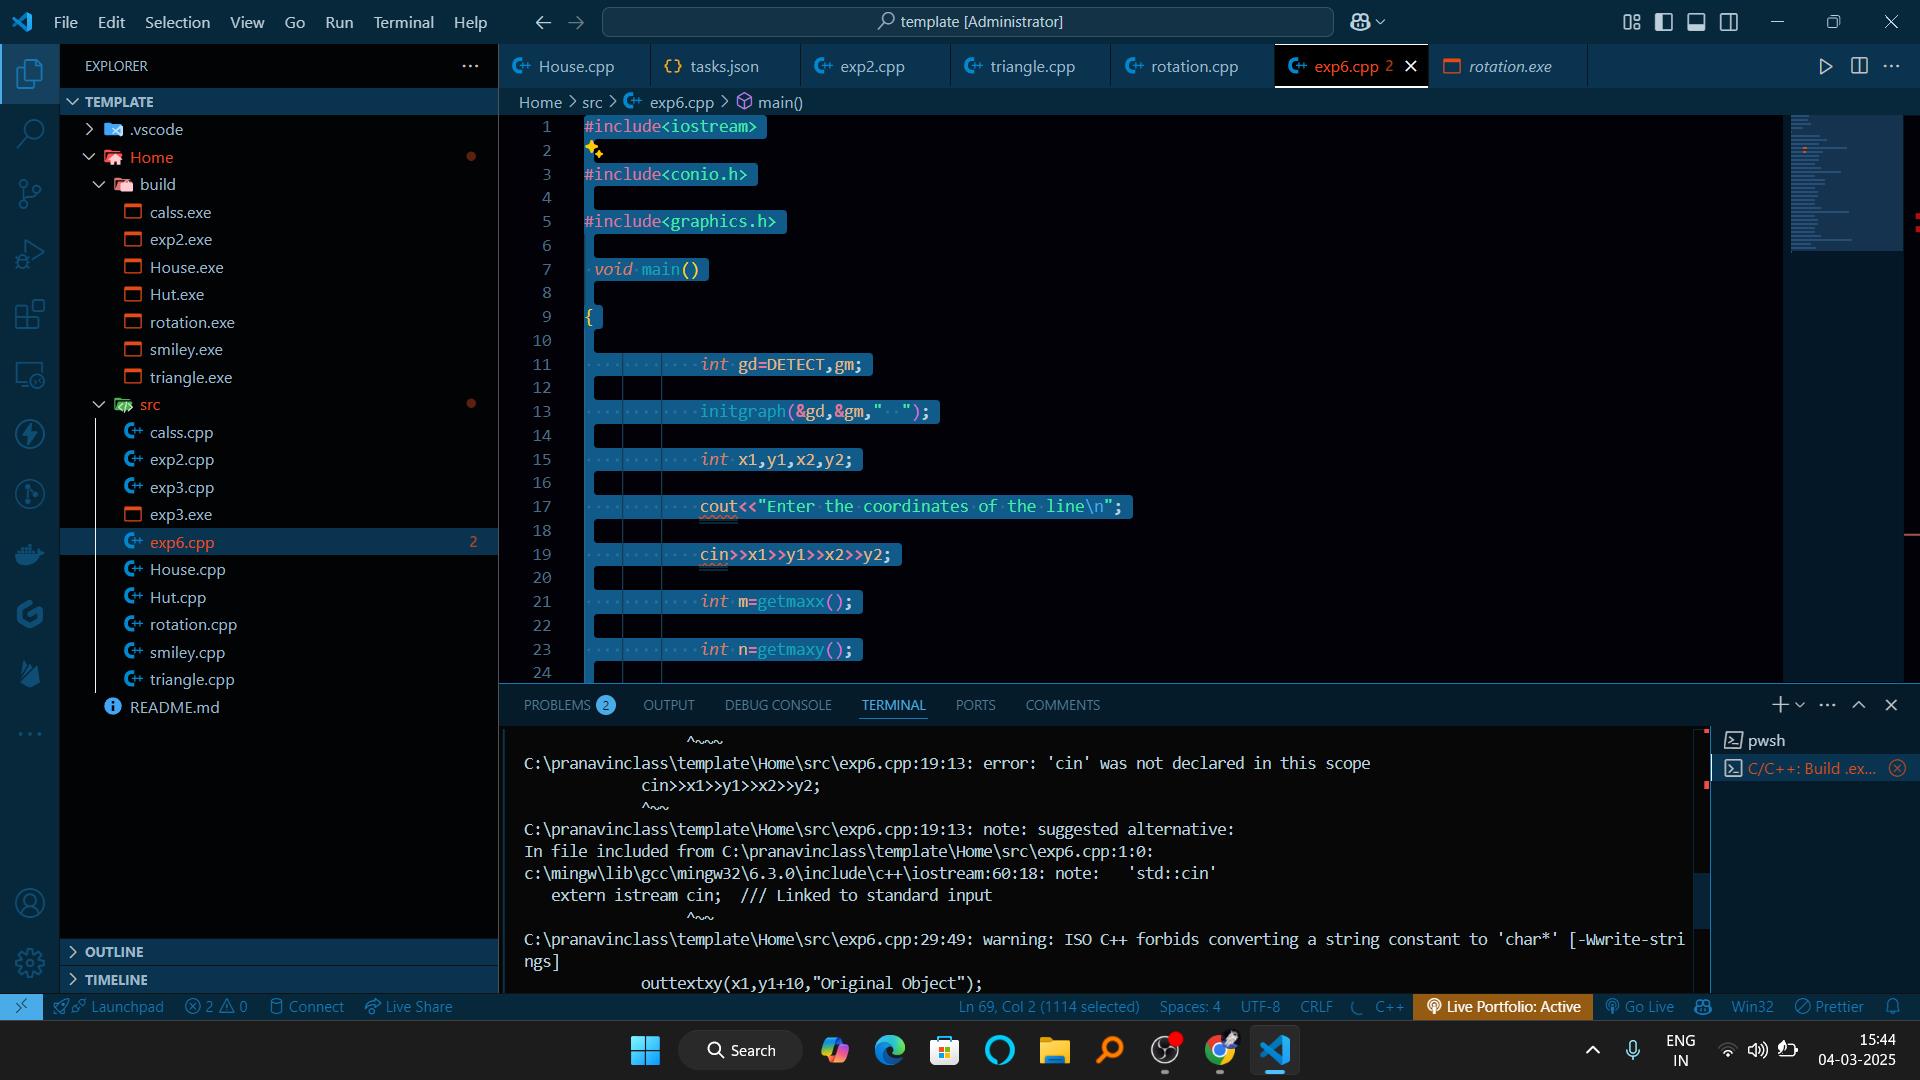 File Edit Selection View Go Run Terminal Help
template [Administrator]
EXPLORER
TEMPLATE
.vscode
Home
build
calss.exe
exp2.exe
House.exe
Hut.exe
rotation.exe
smiley.exe
triangle.exe
src
calss.cpp
exp2.cpp
exp3.cpp
exp3.exe
exp6.cpp 2
House.cpp
Hut.cpp
rotation.cpp
smiley.cpp
triangle.cpp
README.md
OUTLINE
TIMELINE
House.cpp tasks.json exp2.cpp triangle.cpp rotation.cpp exp6.cpp 2 rotation.exe
Home > src > exp6.cpp > main()
1 #include<iostream>
2
3 #include<conio.h>
4
5 #include<graphics.h>
6
7 void main()
8
9 {
10
11 int gd=DETECT,gm;
12
13 initgraph(&gd,&gm,"  ");
14
15 int x1,y1,x2,y2;
16
17 cout<<"Enter the coordinates of the line\n";
18
19 cin>>x1>>y1>>x2>>y2;
20
21 int m=getmaxx();
22
23 int n=getmaxy();
24
PROBLEMS 2 OUTPUT DEBUG CONSOLE TERMINAL PORTS COMMENTS
^~~~
C:\pranavinclass\template\Home\src\exp6.cpp:19:13: error: 'cin' was not declared in this scope
cin>>x1>>y1>>x2>>y2;
^~~
C:\pranavinclass\template\Home\src\exp6.cpp:19:13: note: suggested alternative:
In file included from C:\pranavinclass\template\Home\src\exp6.cpp:1:0:
c:\mingw\lib\gcc\mingw32\6.3.0\include\c++\iostream:60:18: note:   'std::cin'
extern istream cin;  /// Linked to standard input
^~~
C:\pranavinclass\template\Home\src\exp6.cpp:29:49: warning: ISO C++ forbids converting a string constant to 'char*' [-Wwrite-stri
ngs]
outtextxy(x1,y1+10,"Original Object");
pwsh
C/C++: Build .ex...
Launchpad 2 0 Connect Live Share Ln 69, Col 2 (1114 selected) Spaces: 4 UTF-8 CRLF C++ Live Portfolio: Active Go Live Win32 Prettier
Search
ENG
IN
15:44
04-03-2025